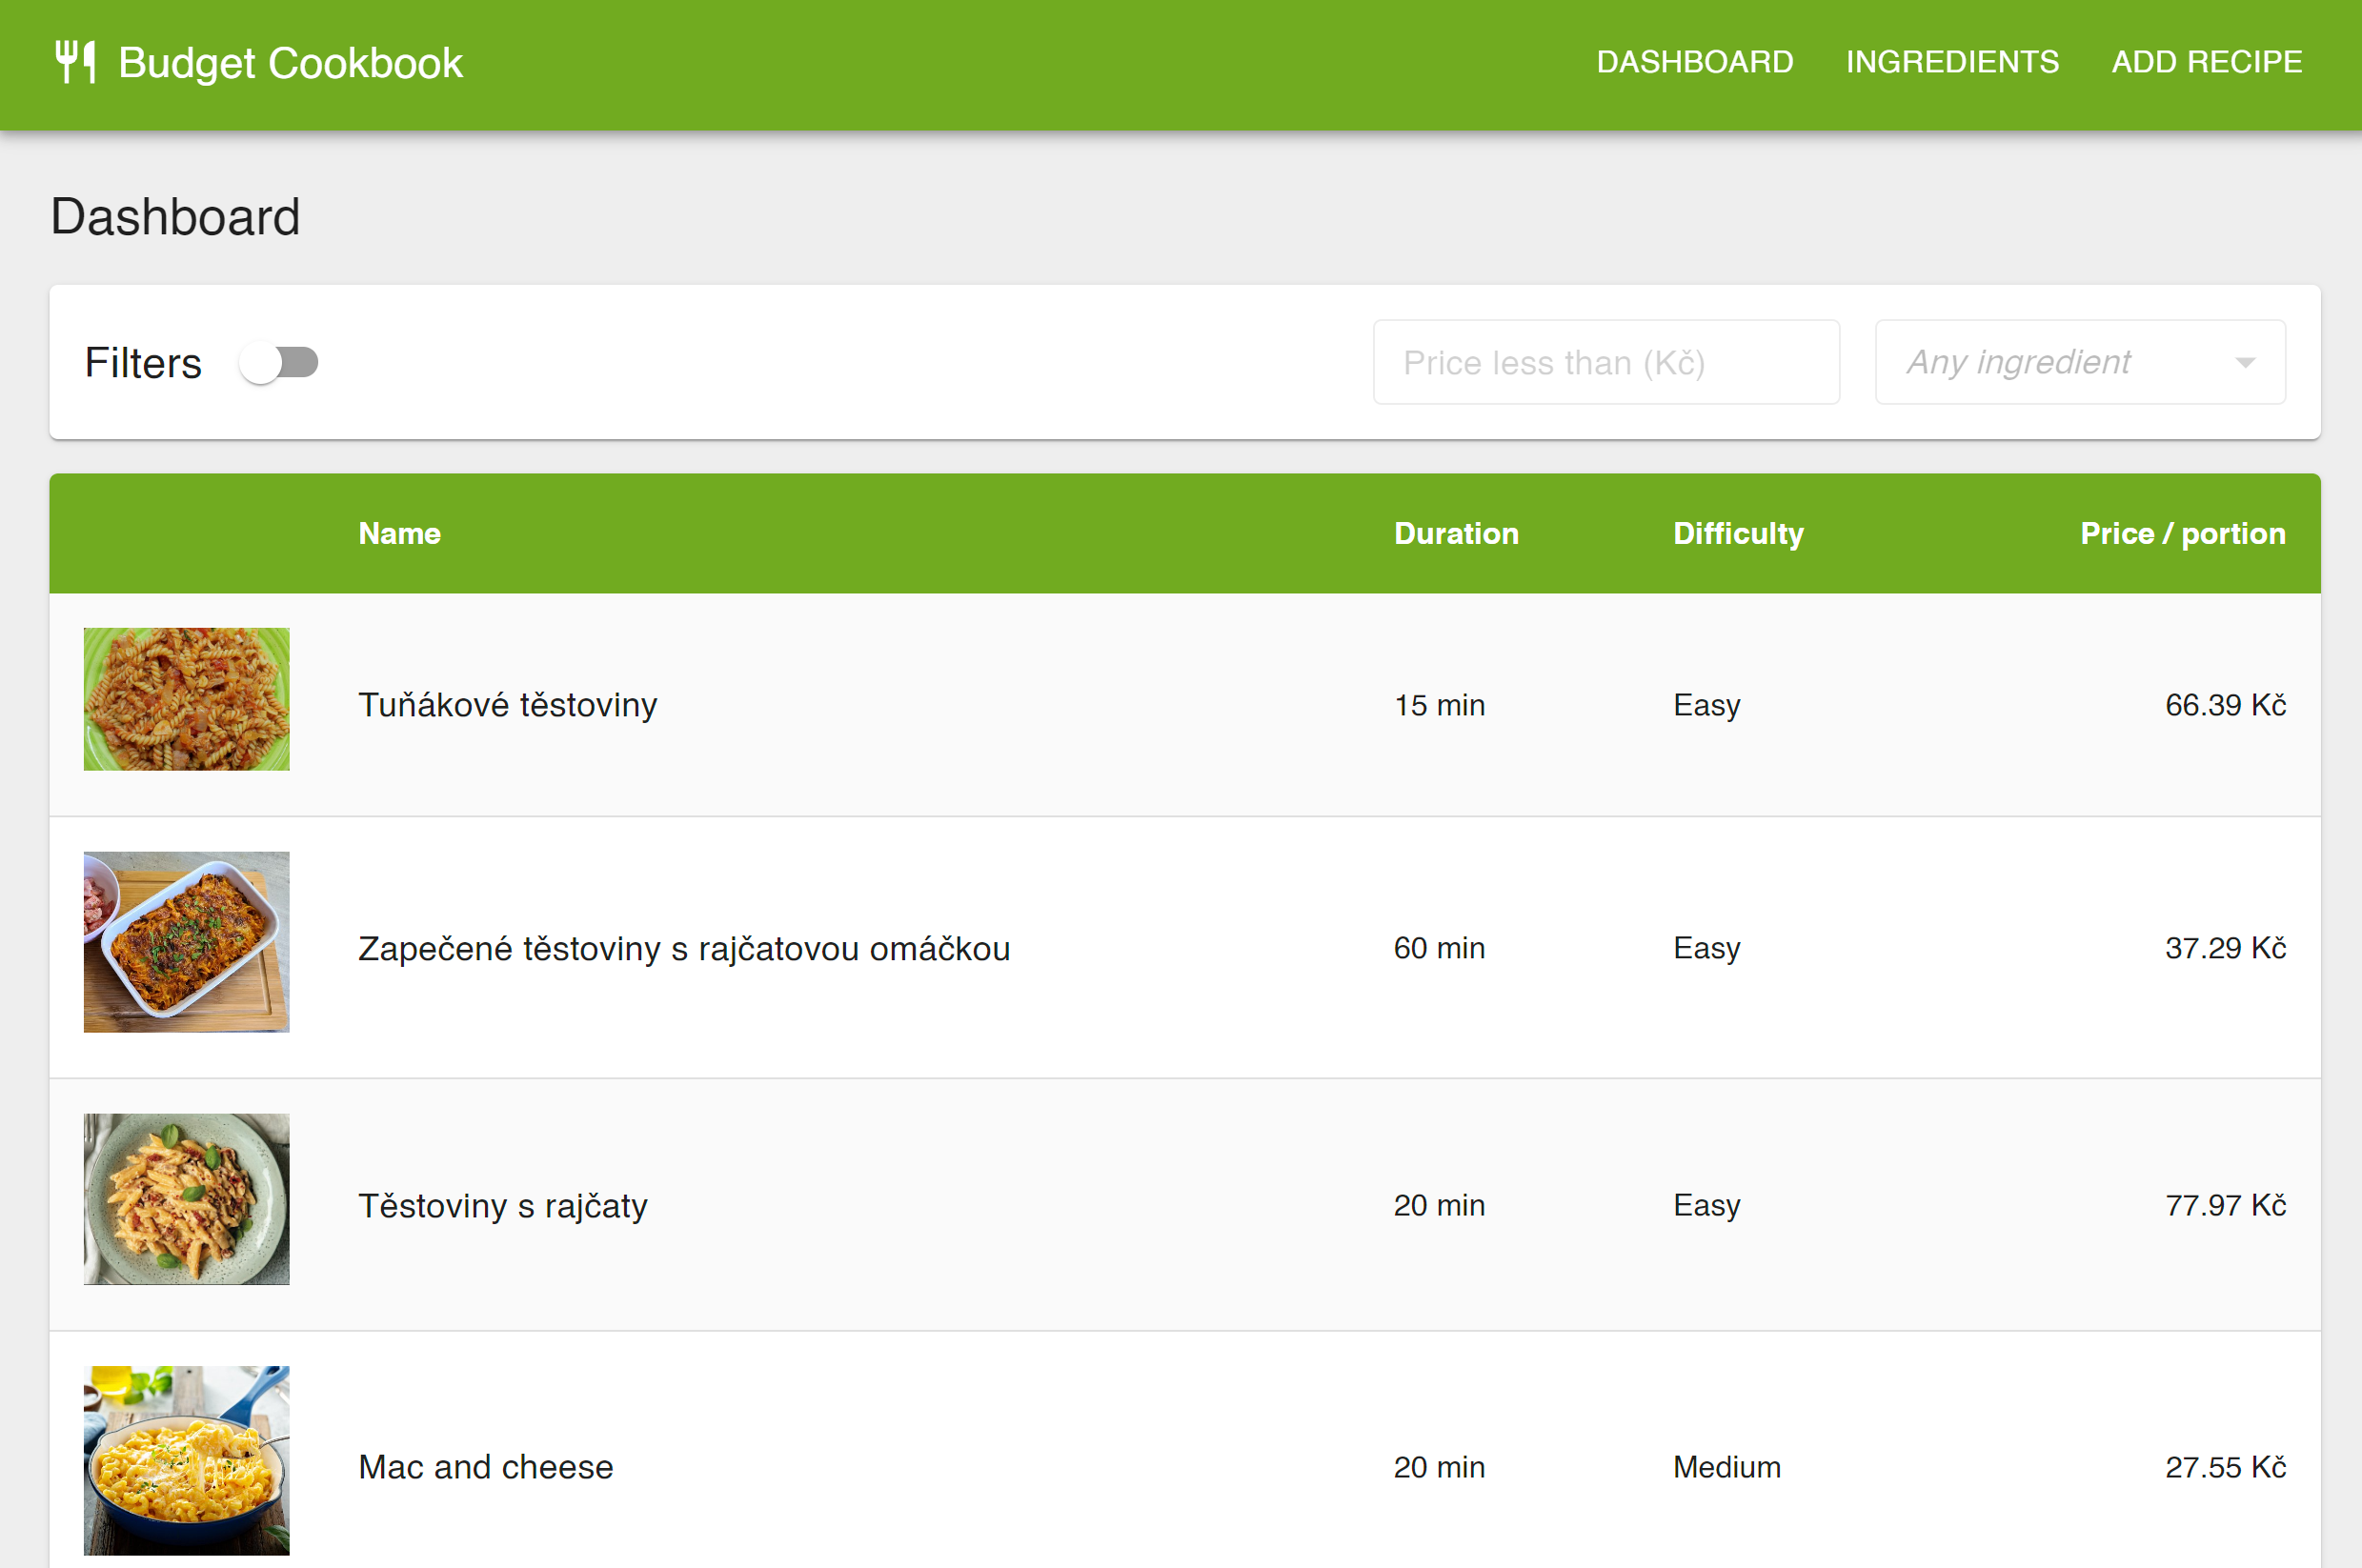 Budget Cookbook DASHBOARD INGREDIENTS ADD RECIPE
Dashboard
Filters Price less than (Kč) Any ingredient
Name Duration Difficulty Price / portion
Tuňákové těstoviny 15 min Easy 66.39 Kč
Zapečené těstoviny s rajčatovou omáčkou 60 min Easy 37.29 Kč
Těstoviny s rajčaty 20 min Easy 77.97 Kč
Mac and cheese 20 min Medium 27.55 Kč